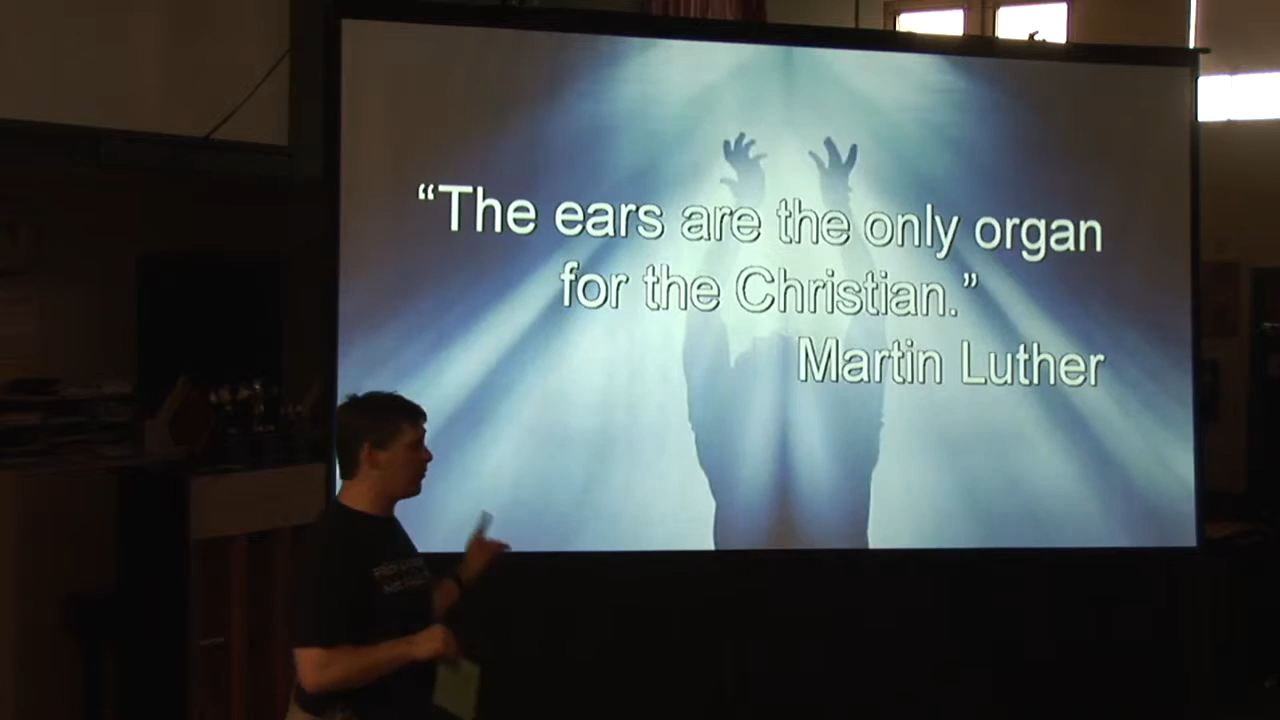 “The ears are the only organ
for the Christian.”
Martin Luther